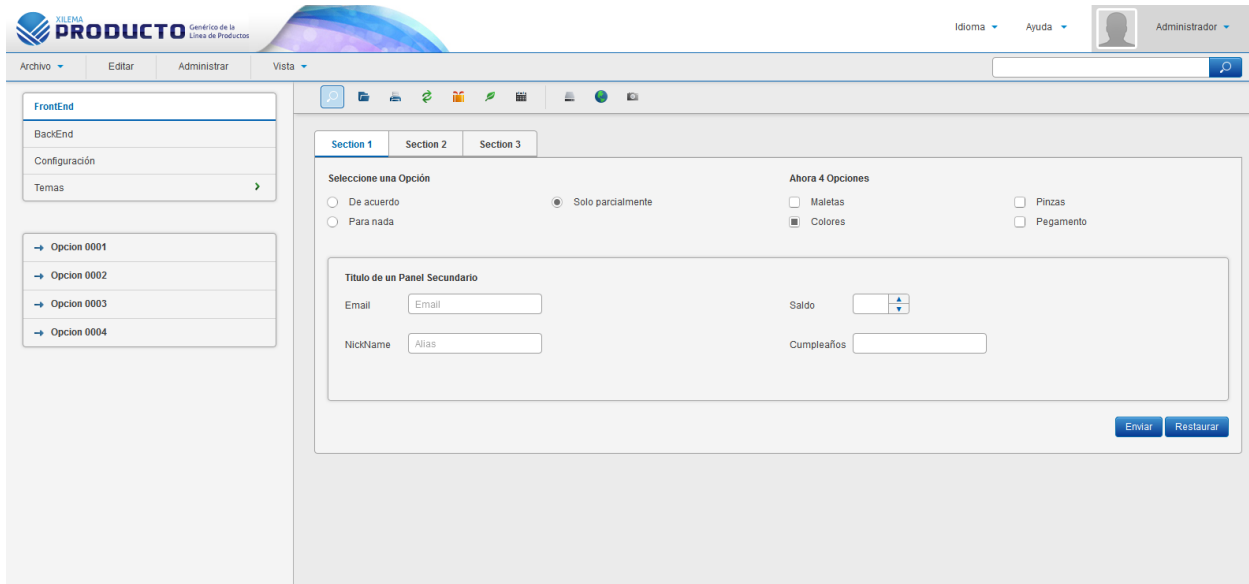 XILEMA
PRODUCTO Genérico de la
Línea de Productos
Idioma Ayuda Administrador
Archivo Editar Administrar Vista
FrontEnd
BackEnd
Configuración
Temas
Opcion 0001
Opcion 0002
Opcion 0003
Opcion 0004
Section 1 Section 2 Section 3
Seleccione una Opción
De acuerdo Solo parcialmente
Para nada
Ahora 4 Opciones
Maletas Pinzas
Colores Pegamento
Titulo de un Panel Secundario
Email Email Saldo
NickName Alias Cumpleaños
Enviar Restaurar